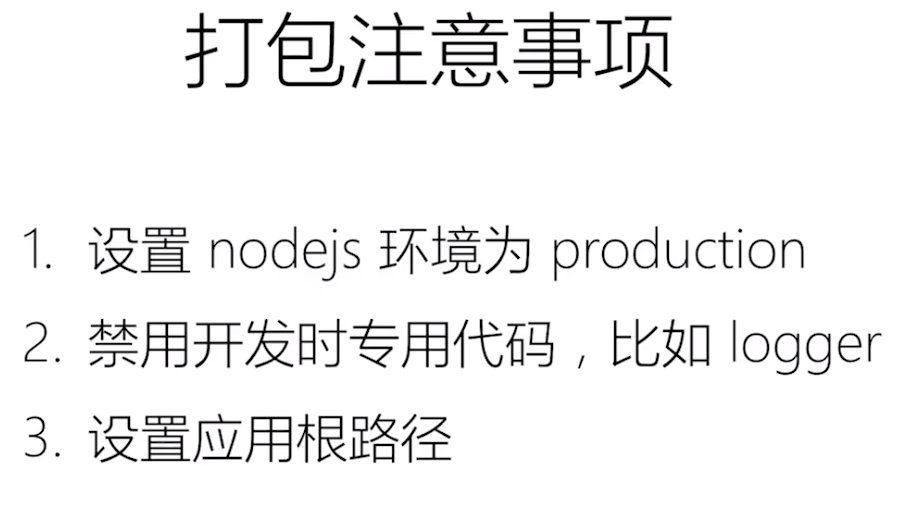 打包注意事项
1. 设置 nodejs 环境为 production
2. 禁用开发时专用代码，比如 logger
3. 设置应用根路径